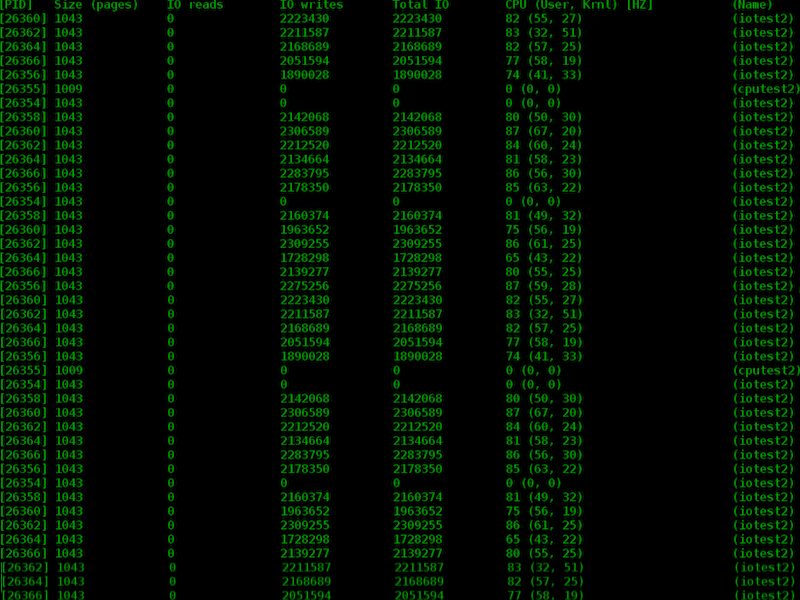 [PID] Size (pages) IO reads IO writes Total IO CPU (User, Krnl) [HZ] (Name)
[26360] 1043 0 2223430 2223430 82 (55, 27) (iotest2)
[26362] 1043 0 2211587 2211587 83 (32, 51) (iotest2)
[26364] 1043 0 2168689 2168689 82 (57, 25) (iotest2)
[26366] 1043 0 2051594 2051594 77 (58, 19) (iotest2)
[26356] 1043 0 1890028 1890028 74 (41, 33) (iotest2)
[26355] 1009 0 0 0 0 (0, 0) (cputest2)
[26354] 1043 0 0 0 0 (0, 0) (iotest2)
[26358] 1043 0 2142068 2142068 80 (50, 30) (iotest2)
[26360] 1043 0 2306589 2306589 87 (67, 20) (iotest2)
[26362] 1043 0 2212520 2212520 84 (60, 24) (iotest2)
[26364] 1043 0 2134664 2134664 81 (58, 23) (iotest2)
[26366] 1043 0 2283795 2283795 86 (56, 30) (iotest2)
[26356] 1043 0 2178350 2178350 85 (63, 22) (iotest2)
[26354] 1043 0 0 0 0 (0, 0) (iotest2)
[26358] 1043 0 2160374 2160374 81 (49, 32) (iotest2)
[26360] 1043 0 1963652 1963652 75 (56, 19) (iotest2)
[26362] 1043 0 2309255 2309255 86 (61, 25) (iotest2)
[26364] 1043 0 1728298 1728298 65 (43, 22) (iotest2)
[26366] 1043 0 2139277 2139277 80 (55, 25) (iotest2)
[26356] 1043 0 2275256 2275256 87 (59, 28) (iotest2)
[26360] 1043 0 2223430 2223430 82 (55, 27) (iotest2)
[26362] 1043 0 2211587 2211587 83 (32, 51) (iotest2)
[26364] 1043 0 2168689 2168689 82 (57, 25) (iotest2)
[26366] 1043 0 2051594 2051594 77 (58, 19) (iotest2)
[26356] 1043 0 1890028 1890028 74 (41, 33) (iotest2)
[26355] 1009 0 0 0 0 (0, 0) (cputest2)
[26354] 1043 0 0 0 0 (0, 0) (iotest2)
[26358] 1043 0 2142068 2142068 80 (50, 30) (iotest2)
[26360] 1043 0 2306589 2306589 87 (67, 20) (iotest2)
[26362] 1043 0 2212520 2212520 84 (60, 24) (iotest2)
[26364] 1043 0 2134664 2134664 81 (58, 23) (iotest2)
[26366] 1043 0 2283795 2283795 86 (56, 30) (iotest2)
[26356] 1043 0 2178350 2178350 85 (63, 22) (iotest2)
[26354] 1043 0 0 0 0 (0, 0) (iotest2)
[26358] 1043 0 2160374 2160374 81 (49, 32) (iotest2)
[26360] 1043 0 1963652 1963652 75 (56, 19) (iotest2)
[26362] 1043 0 2309255 2309255 86 (61, 25) (iotest2)
[26364] 1043 0 1728298 1728298 65 (43, 22) (iotest2)
[26366] 1043 0 2139277 2139277 80 (55, 25) (iotest2)
[26362] 1043 0 2211587 2211587 83 (32, 51) (iotest2)
[26364] 1043 0 2168689 2168689 82 (57, 25) (iotest2)
[26366] 1043 0 2051594 2051594 77 (58, 19) (iotest2)